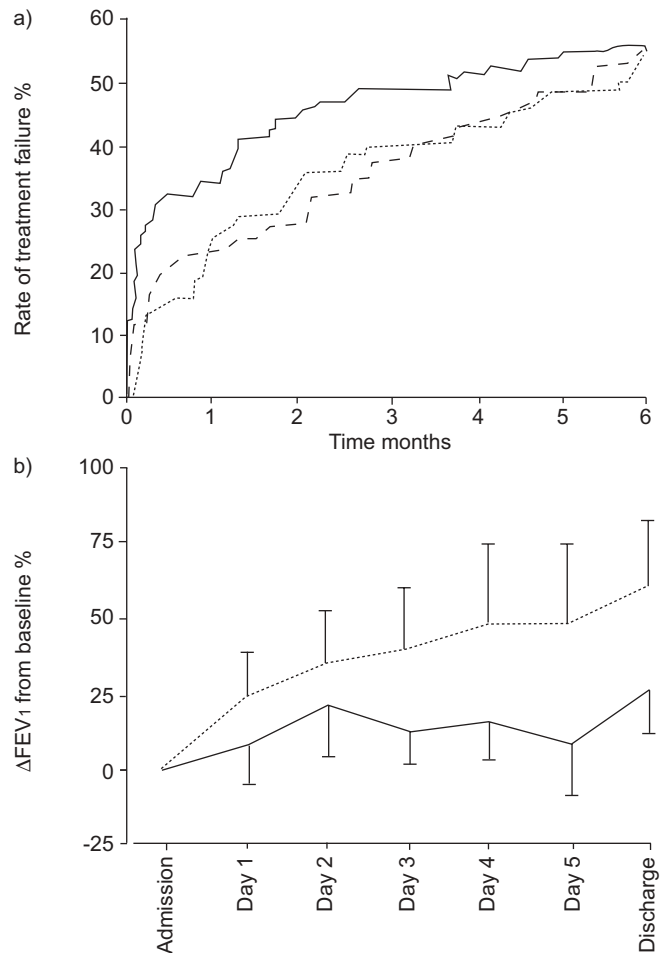 a)
60
50
40
30
20
10
0
Rate of treatment failure %
0 1 2 3 4 5 6
Time months
b)
100
75
50
25
0
-25
ΔFEV1 from baseline %
Admission
Day 1
Day 2
Day 3
Day 4
Day 5
Discharge